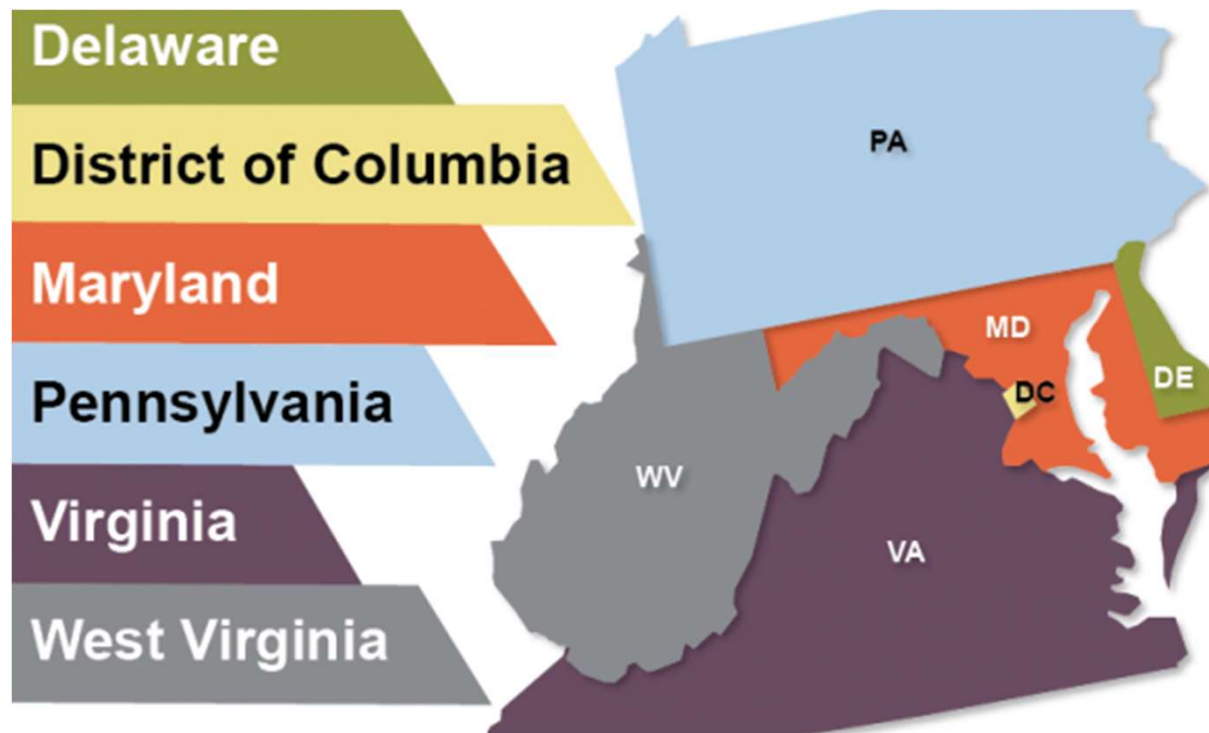 Delaware
District of Columbia
Maryland
Pennsylvania
Virginia
West Virginia
PA
MD
DC
DE
WV
VA